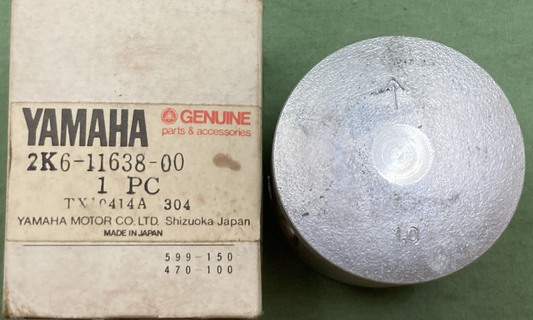 YAMAHA
GENUINE
parts & accessories
2K6-11638-00
1 PC
304
YAMAHA MOTOR CO.LTD. Shizuoka Japan
MADE IN JAPAN
599-150
470-100
1.0